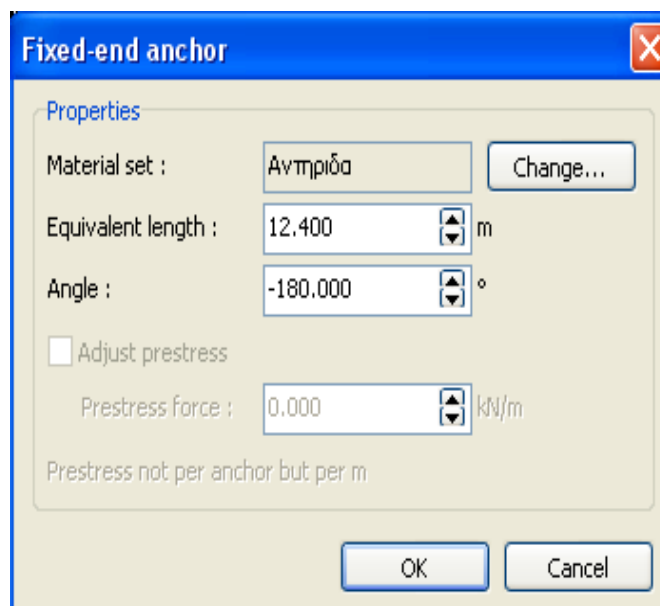 Fixed-end anchor
Properties
Material set : Αντηριδα Change...
Equivalent length : 12.400 m
Angle : -180.000 °
Adjust prestress
Prestress force : 0.000 kN/m
Prestress not per anchor but per m
OK Cancel